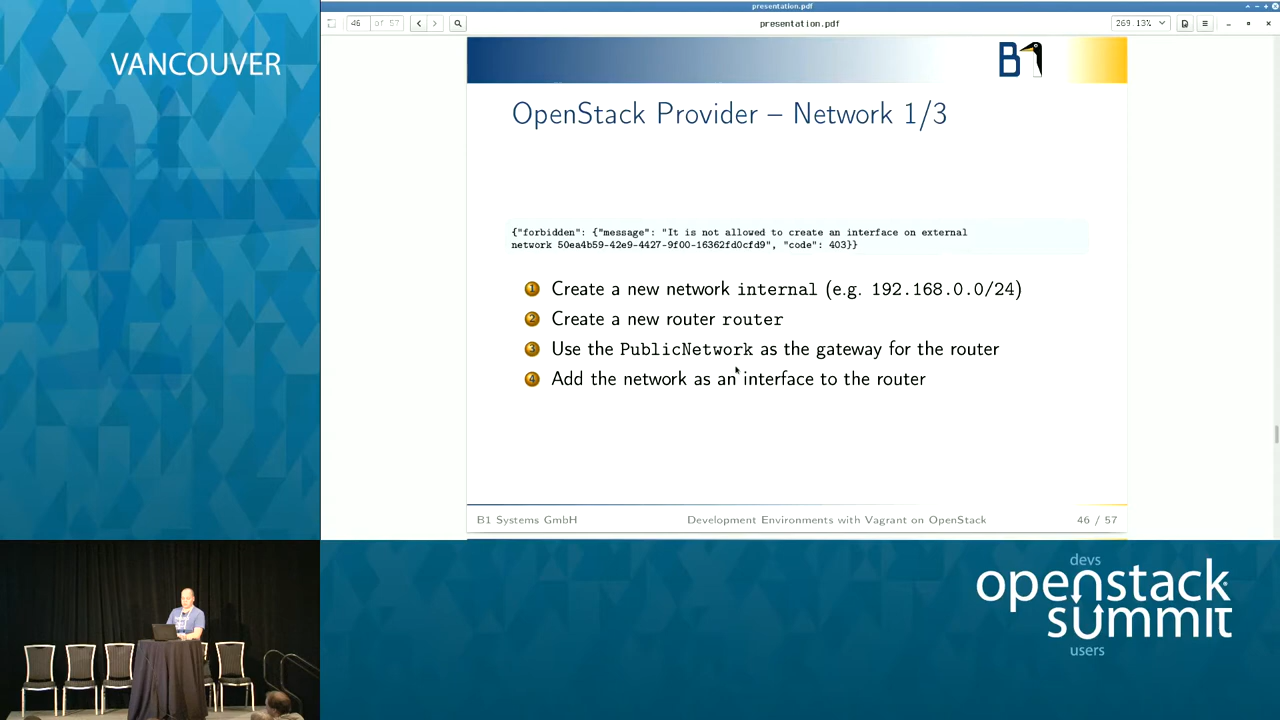 presentation.pdf
46 of 57
presentation.pdf
269.13%
VANCOUVER
B1
OpenStack Provider – Network 1/3
{"forbidden": {"message": "It is not allowed to create an interface on external
network 50ea4b59-42e9-4427-9f00-16362fd0cfd9", "code": 403}}
1 Create a new network internal (e.g. 192.168.0.0/24)
2 Create a new router router
3 Use the PublicNetwork as the gateway for the router
4 Add the network as an interface to the router
B1 Systems GmbH
Development Environments with Vagrant on OpenStack
46 / 57
devs
openstack
summit
users